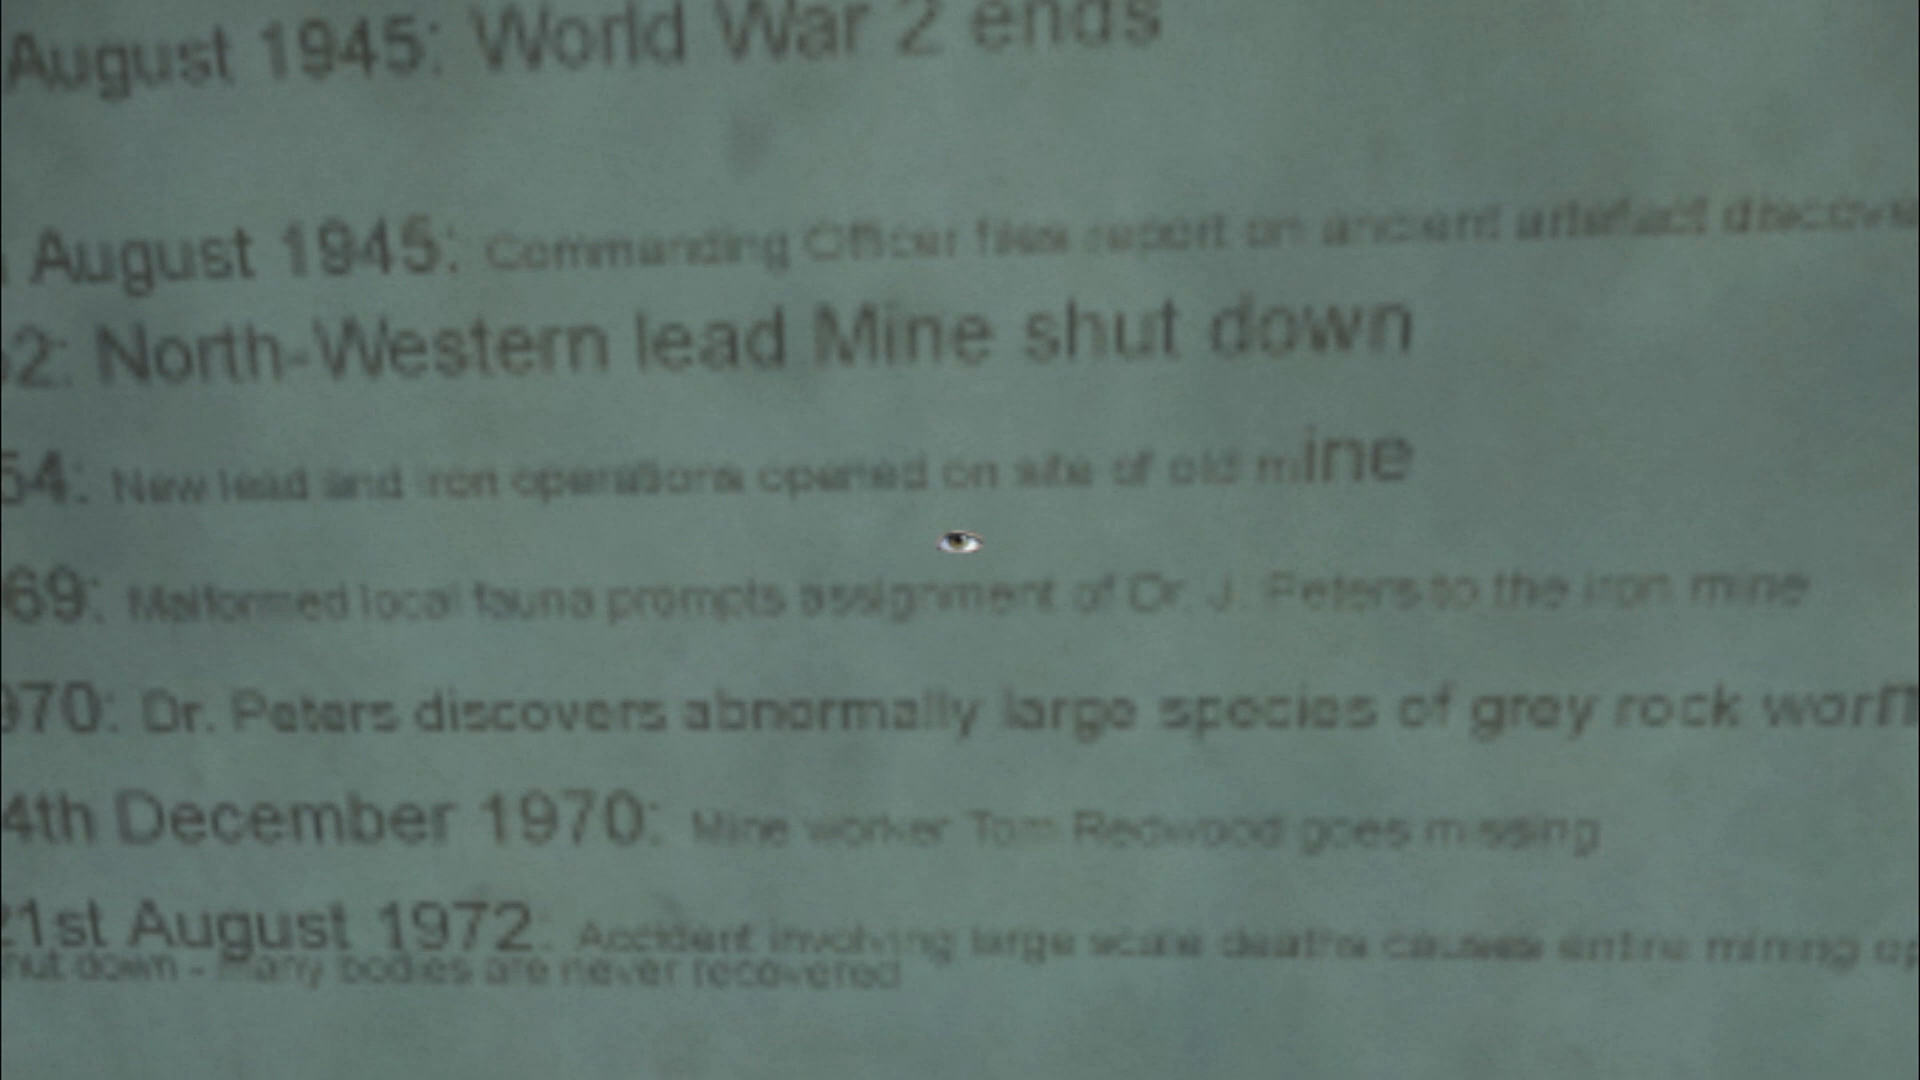 August 1945: World War 2 ends
August 1945: Commanding Officer files report on ancient artefact
2: North-Western lead Mine shut down
54: New lead and iron operations opened on site of old mine
69: Malformed local fauna prompts assignment of Dr. J. Peters to the iron mine
970: Dr. Peters discovers abnormally large species of grey rock worm
4th December 1970: Mine worker Tom Redwood goes missing
21st August 1972: Accident involving large scale deaths causes entire mining op
hut down - many bodies are never recovered